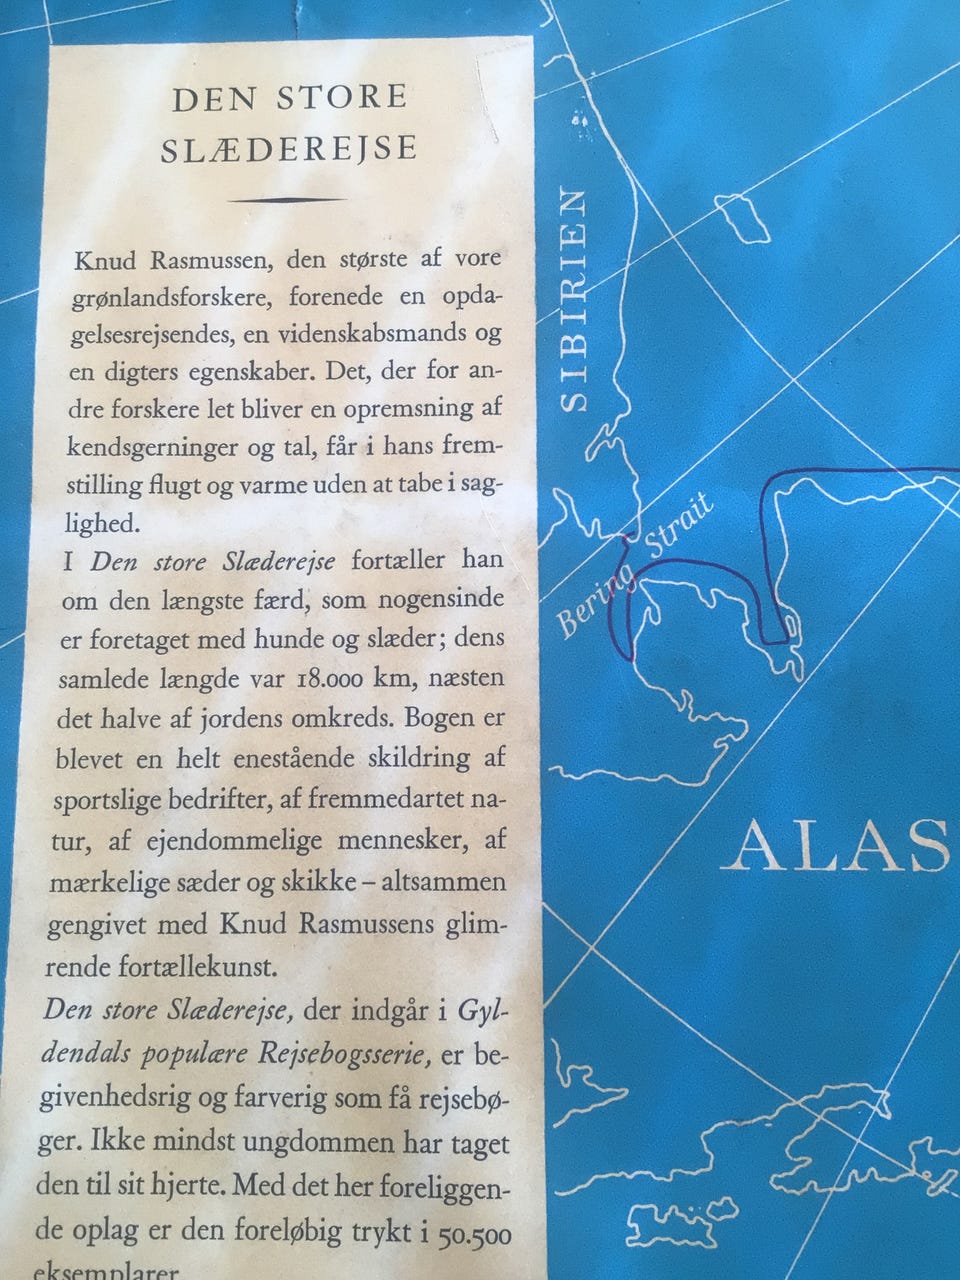 DEN STORE
SLÆDEREJSE
Knud Rasmussen, den største af vore
grønlandsforskere, forenede en opda-
gelsesrejsendes, en videnskabsmands og
en digters egenskaber. Det, der for an-
dre forskere let bliver en opremsning af
kendsgerninger og tal, får i hans frem-
stilling flugt og varme uden at tabe i sag-
lighed.
I Den store Slæderejse fortæller han
om den længste færd, som nogensinde
er foretaget med hunde og slæder; dens
samlede længde var 18.000 km, næsten
det halve af jordens omkreds. Bogen er
blevet en helt enestående skildring af
sportslige bedrifter, af fremmedartet na-
tur, af ejendommelige mennesker, af
mærkelige sæder og skikke – altsammen
gengivet med Knud Rasmussens glim-
rende fortællekunst.
Den store Slæderejse, der indgår i Gyl-
dendals populære Rejsebogsserie, er be-
givenhedsrig og farverig som få rejsebø-
ger. Ikke mindst ungdommen har taget
den til sit hjerte. Med det her foreliggen-
de oplag er den foreløbig trykt i 50.500
eksemplarer
SIBIRIEN
Bering Strait
ALAS